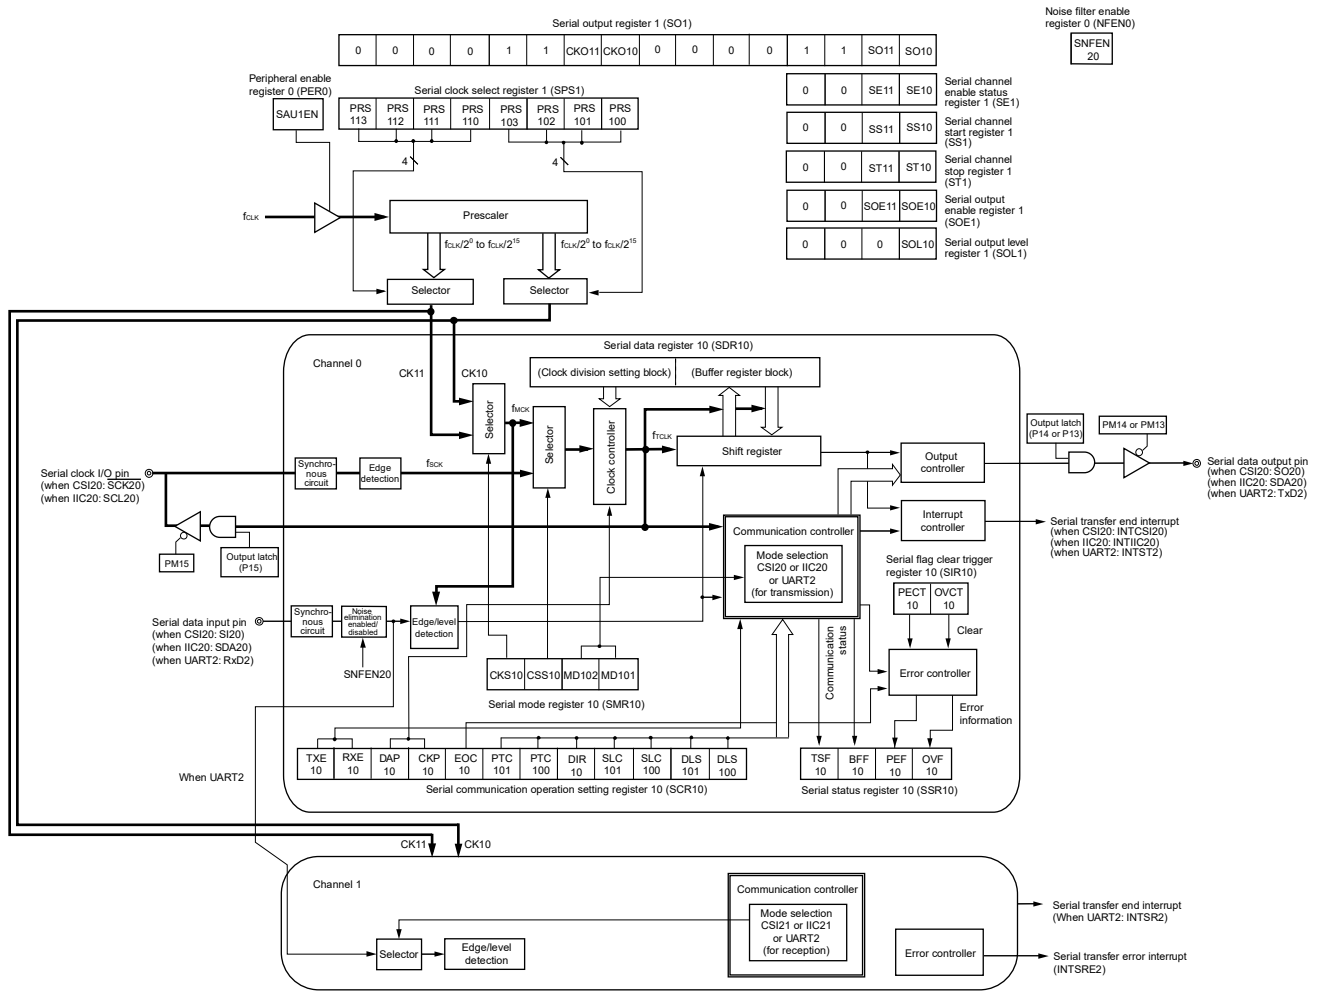 Serial output register 1 (SO1)
0 0 0 0 1 1 CKO11 CKO10 0 0 0 0 1 1 SO11 SO10
Noise filter enable
register 0 (NFEN0)
SNFEN
20
Peripheral enable
register 0 (PER0)
SAU1EN
Serial clock select register 1 (SPS1)
PRS PRS PRS PRS PRS PRS PRS PRS
113 112 111 110 103 102 101 100
4 4
0 0 SE11 SE10
Serial channel
enable status
register 1 (SE1)
0 0 SS11 SS10
Serial channel
start register 1
(SS1)
0 0 ST11 ST10
Serial channel
stop register 1
(ST1)
0 0 SOE11 SOE10
Serial output
enable register 1
(SOE1)
0 0 0 SOL10
Serial output level
register 1 (SOL1)
fCLK
Prescaler
fCLK/2⁰ to fCLK/2¹⁵ fCLK/2⁰ to fCLK/2¹⁵
Selector Selector
Channel 0
CK11 CK10
Serial data register 10 (SDR10)
(Clock division setting block) (Buffer register block)
Selector
fMCK
Selector
Clock controller
fTCLK
Shift register
Output
controller
Output latch
(P14 or P13)
PM14 or PM13
Serial data output pin
(when CSI20: SO20)
(when IIC20: SDA20)
(when UART2: TxD2)
Serial clock I/O pin
(when CSI20: SCK20)
(when IIC20: SCL20)
Synchro-
nous
circuit
Edge
detection
fSCK
PM15
Output latch
(P15)
Communication controller
Mode selection
CSI20 or IIC20
or UART2
(for transmission)
Interrupt
controller
Serial transfer end interrupt
(when CSI20: INTCSI20)
(when IIC20: INTIIC20)
(when UART2: INTST2)
Serial flag clear trigger
register 10 (SIR10)
PECT OVCT
10 10
Clear
Serial data input pin
(when CSI20: SI20)
(when IIC20: SDA20)
(when UART2: RxD2)
Synchro-
nous
circuit
Noise
elimination
enabled/
disabled
SNFEN20
Edge/level
detection
CKS10 CSS10 MD102 MD101
Serial mode register 10 (SMR10)
Communication
status
Error controller
Error
information
When UART2
TXE RXE DAP CKP EOC PTC PTC DIR SLC SLC DLS DLS
10 10 10 10 10 101 100 10 101 100 101 100
Serial communication operation setting register 10 (SCR10)
TSF BFF PEF OVF
10 10 10 10
Serial status register 10 (SSR10)
CK11 CK10
Channel 1
Communication controller
Mode selection
CSI21 or IIC21
or UART2
(for reception)
Selector
Edge/level
detection
Error controller
Serial transfer end interrupt
(When UART2: INTSR2)
Serial transfer error interrupt
(INTSRE2)